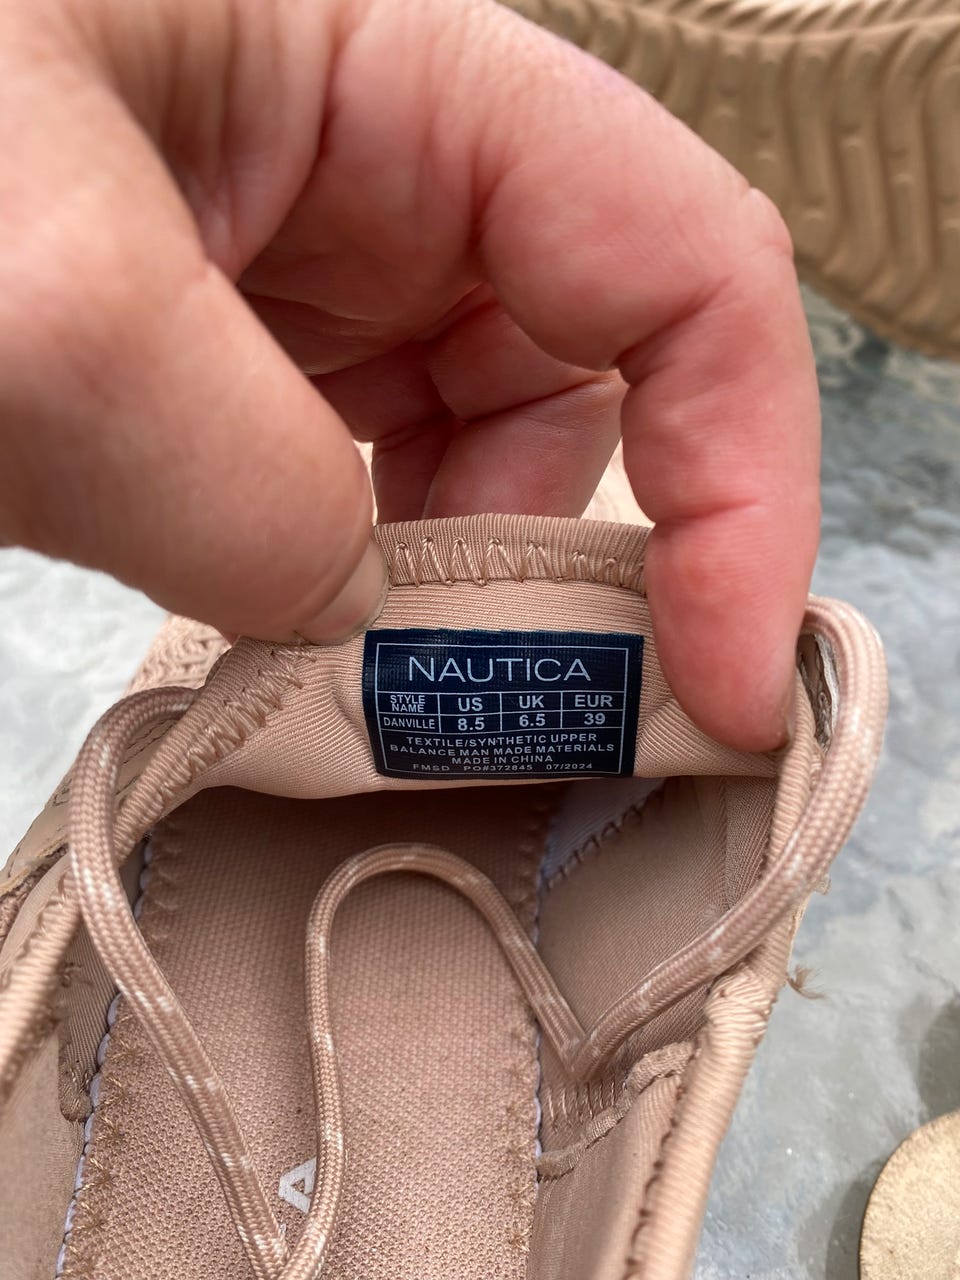 NAUTICA
STYLE NAME US UK EUR
DANVILLE 8.5 6.5 39
TEXTILE/SYNTHETIC UPPER
BALANCE MAN MADE MATERIALS
MADE IN CHINA
FMSD PO#372845 07/2024
A